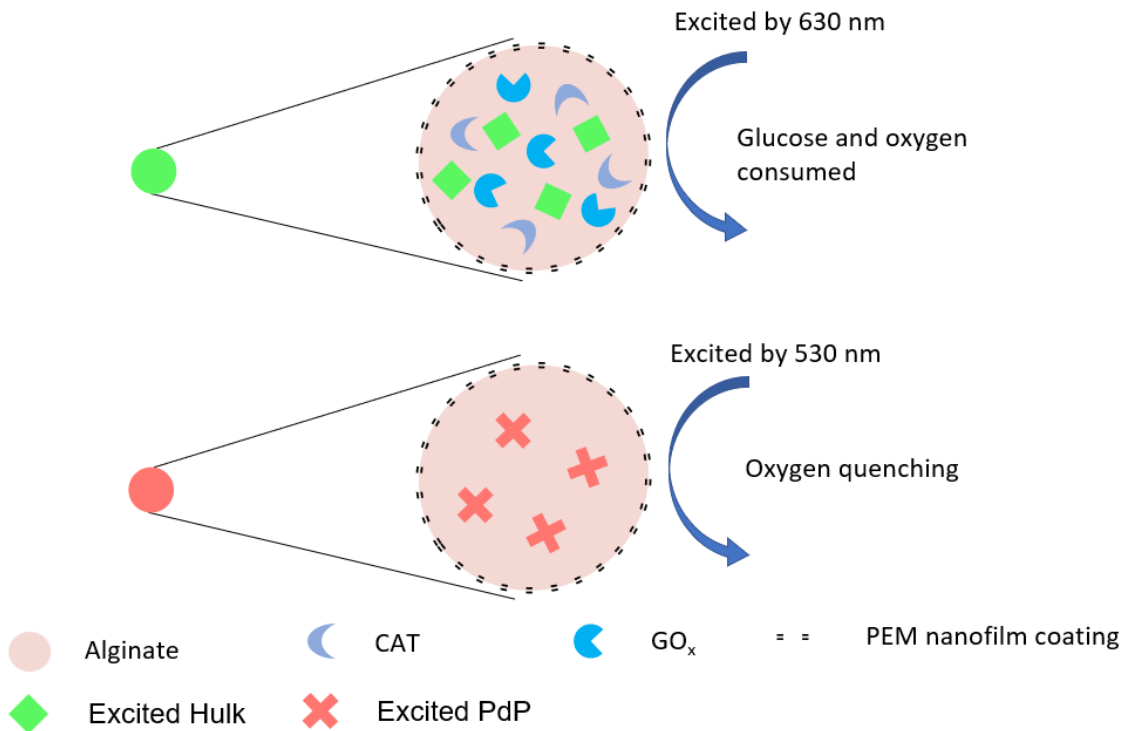 Excited by 630 nm
Glucose and oxygen
consumed
Excited by 530 nm
Oxygen quenching
Alginate
CAT
GOx
PEM nanofilm coating
Excited Hulk
Excited PdP